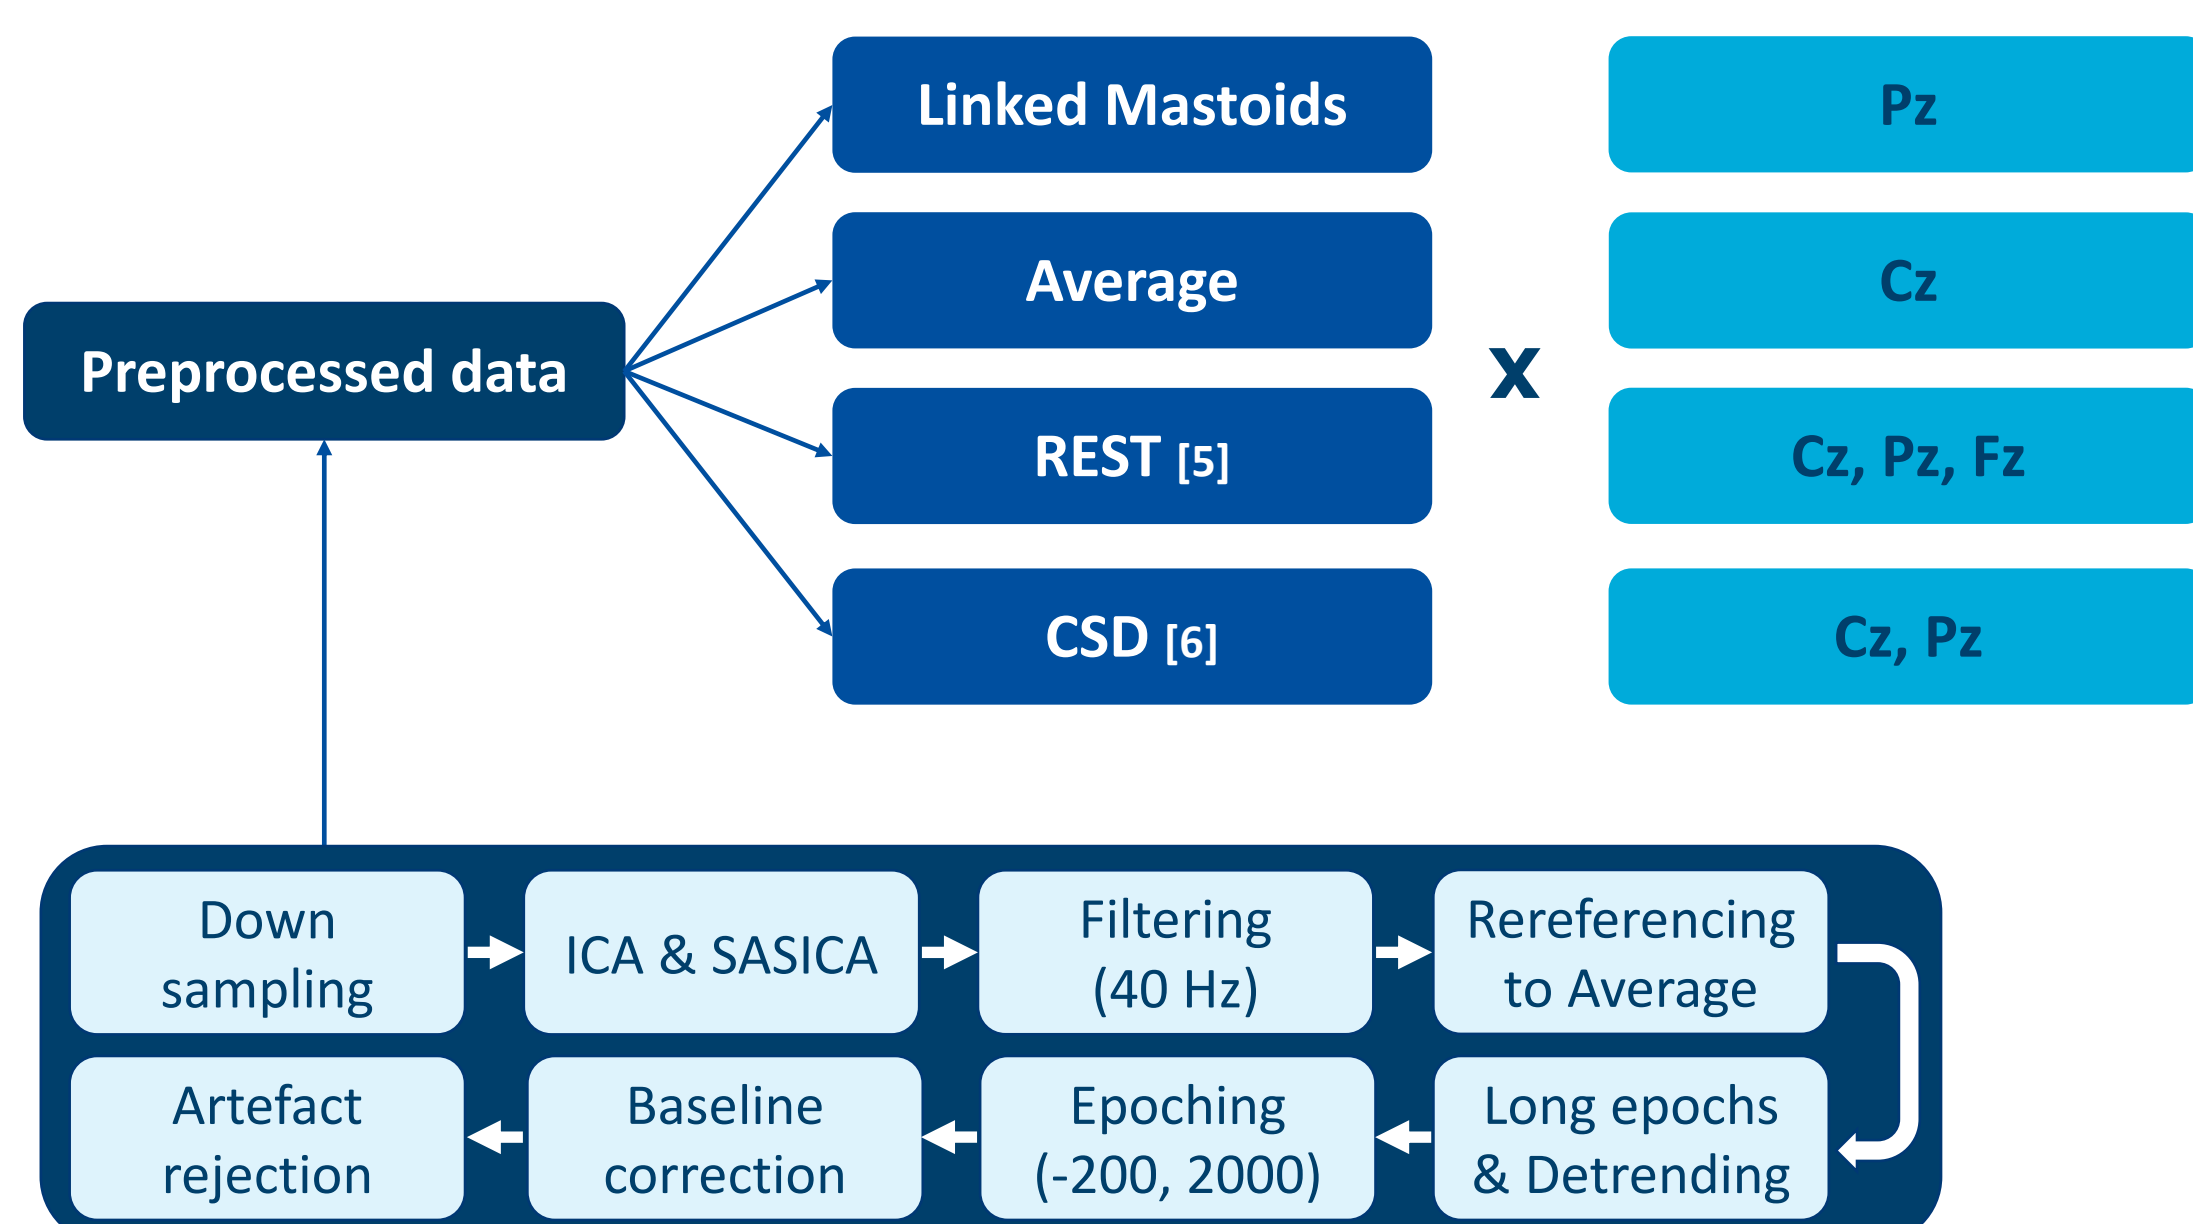 Linked Mastoids
Pz
Average
Cz
x
Preprocessed data
REST [5]
Cz, Pz, Fz
CSD [6]
Cz, Pz
Down
sampling
ICA & SASICA
Filtering
(40 Hz)
Rereferencing
to Average
Long epochs
& Detrending
Epoching
(-200, 2000)
Baseline
correction
Artefact
rejection